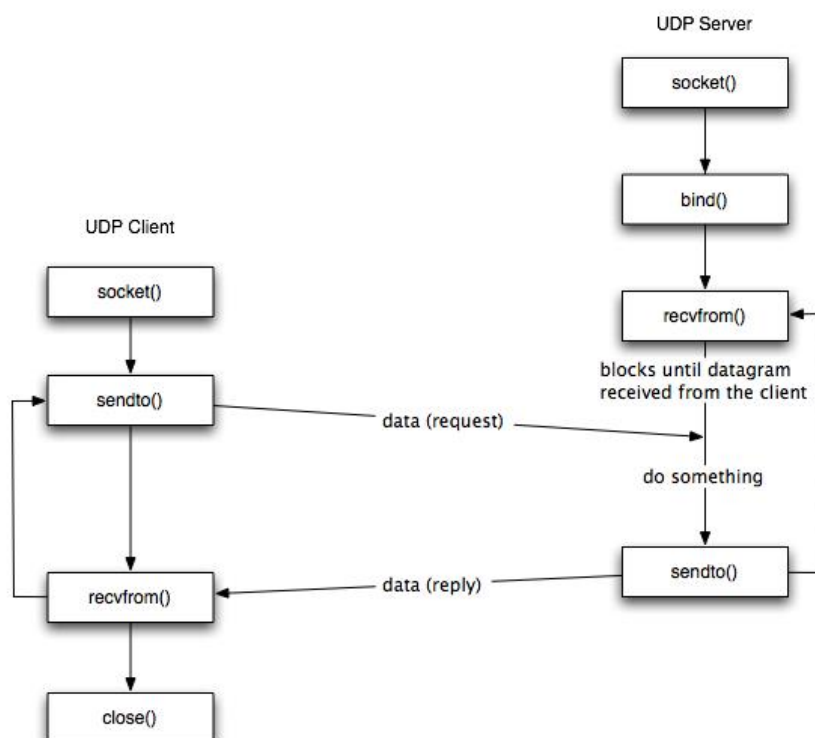 UDP Server
socket()
bind()
UDP Client
socket()
recvfrom()
blocks until datagram
received from the client
sendto()
data (request)
do something
sendto()
data (reply)
recvfrom()
close()